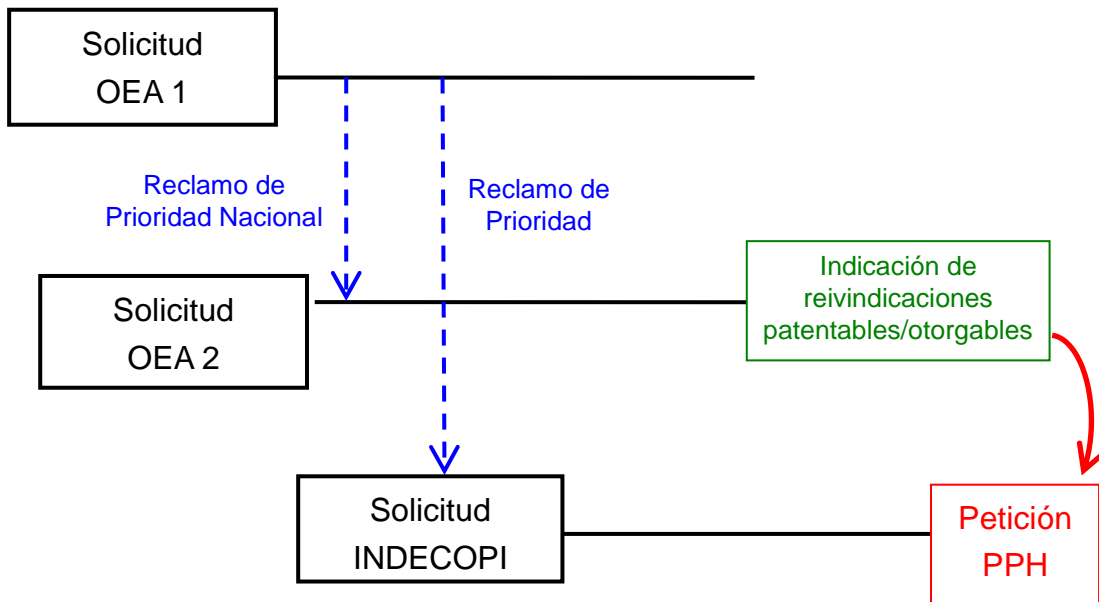 Solicitud
OEA 1
Reclamo de
Prioridad Nacional
Reclamo de
Prioridad
Solicitud
OEA 2
Indicación de
reivindicaciones
patentables/otorgables
Solicitud
INDECOPI
Petición
PPH